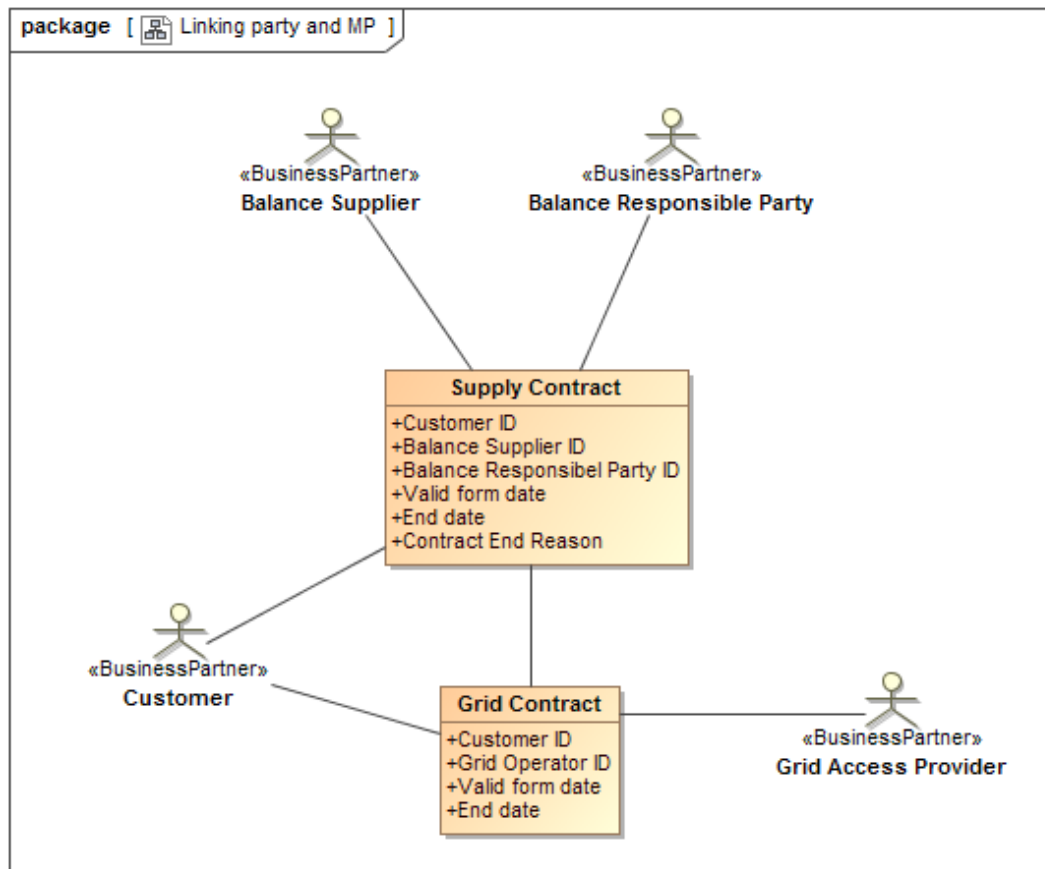 package [ Linking party and MP ]
«BusinessPartner»
Balance Supplier
«BusinessPartner»
Balance Responsible Party
Supply Contract
+Customer ID
+Balance Supplier ID
+Balance Responsibel Party ID
+Valid form date
+End date
+Contract End Reason
«BusinessPartner»
Customer
Grid Contract
+Customer ID
+Grid Operator ID
+Valid form date
+End date
«BusinessPartner»
Grid Access Provider